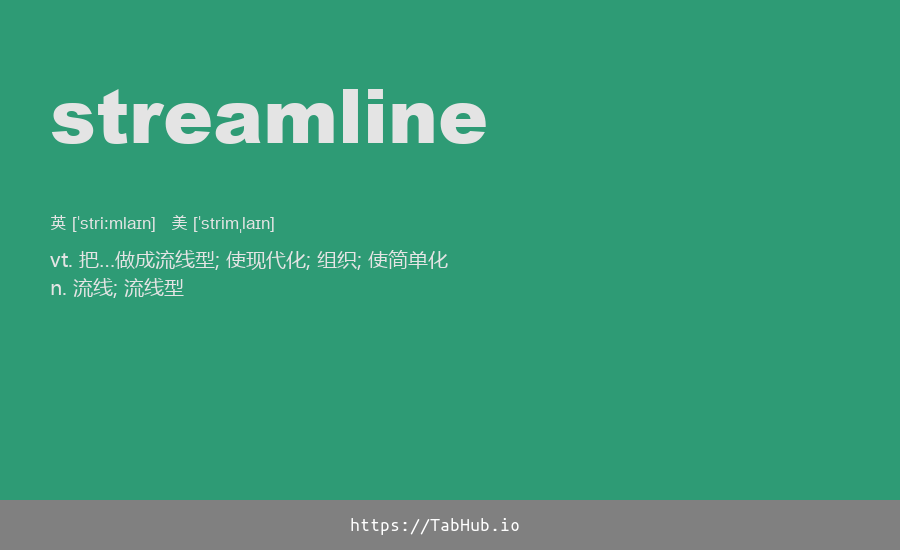 streamline
英 [ˈstri:mlaɪn] 美 [ˈstrimˌlaɪn]
vt. 把...做成流线型; 使现代化; 组织; 使简单化
n. 流线; 流线型
https://TabHub.io